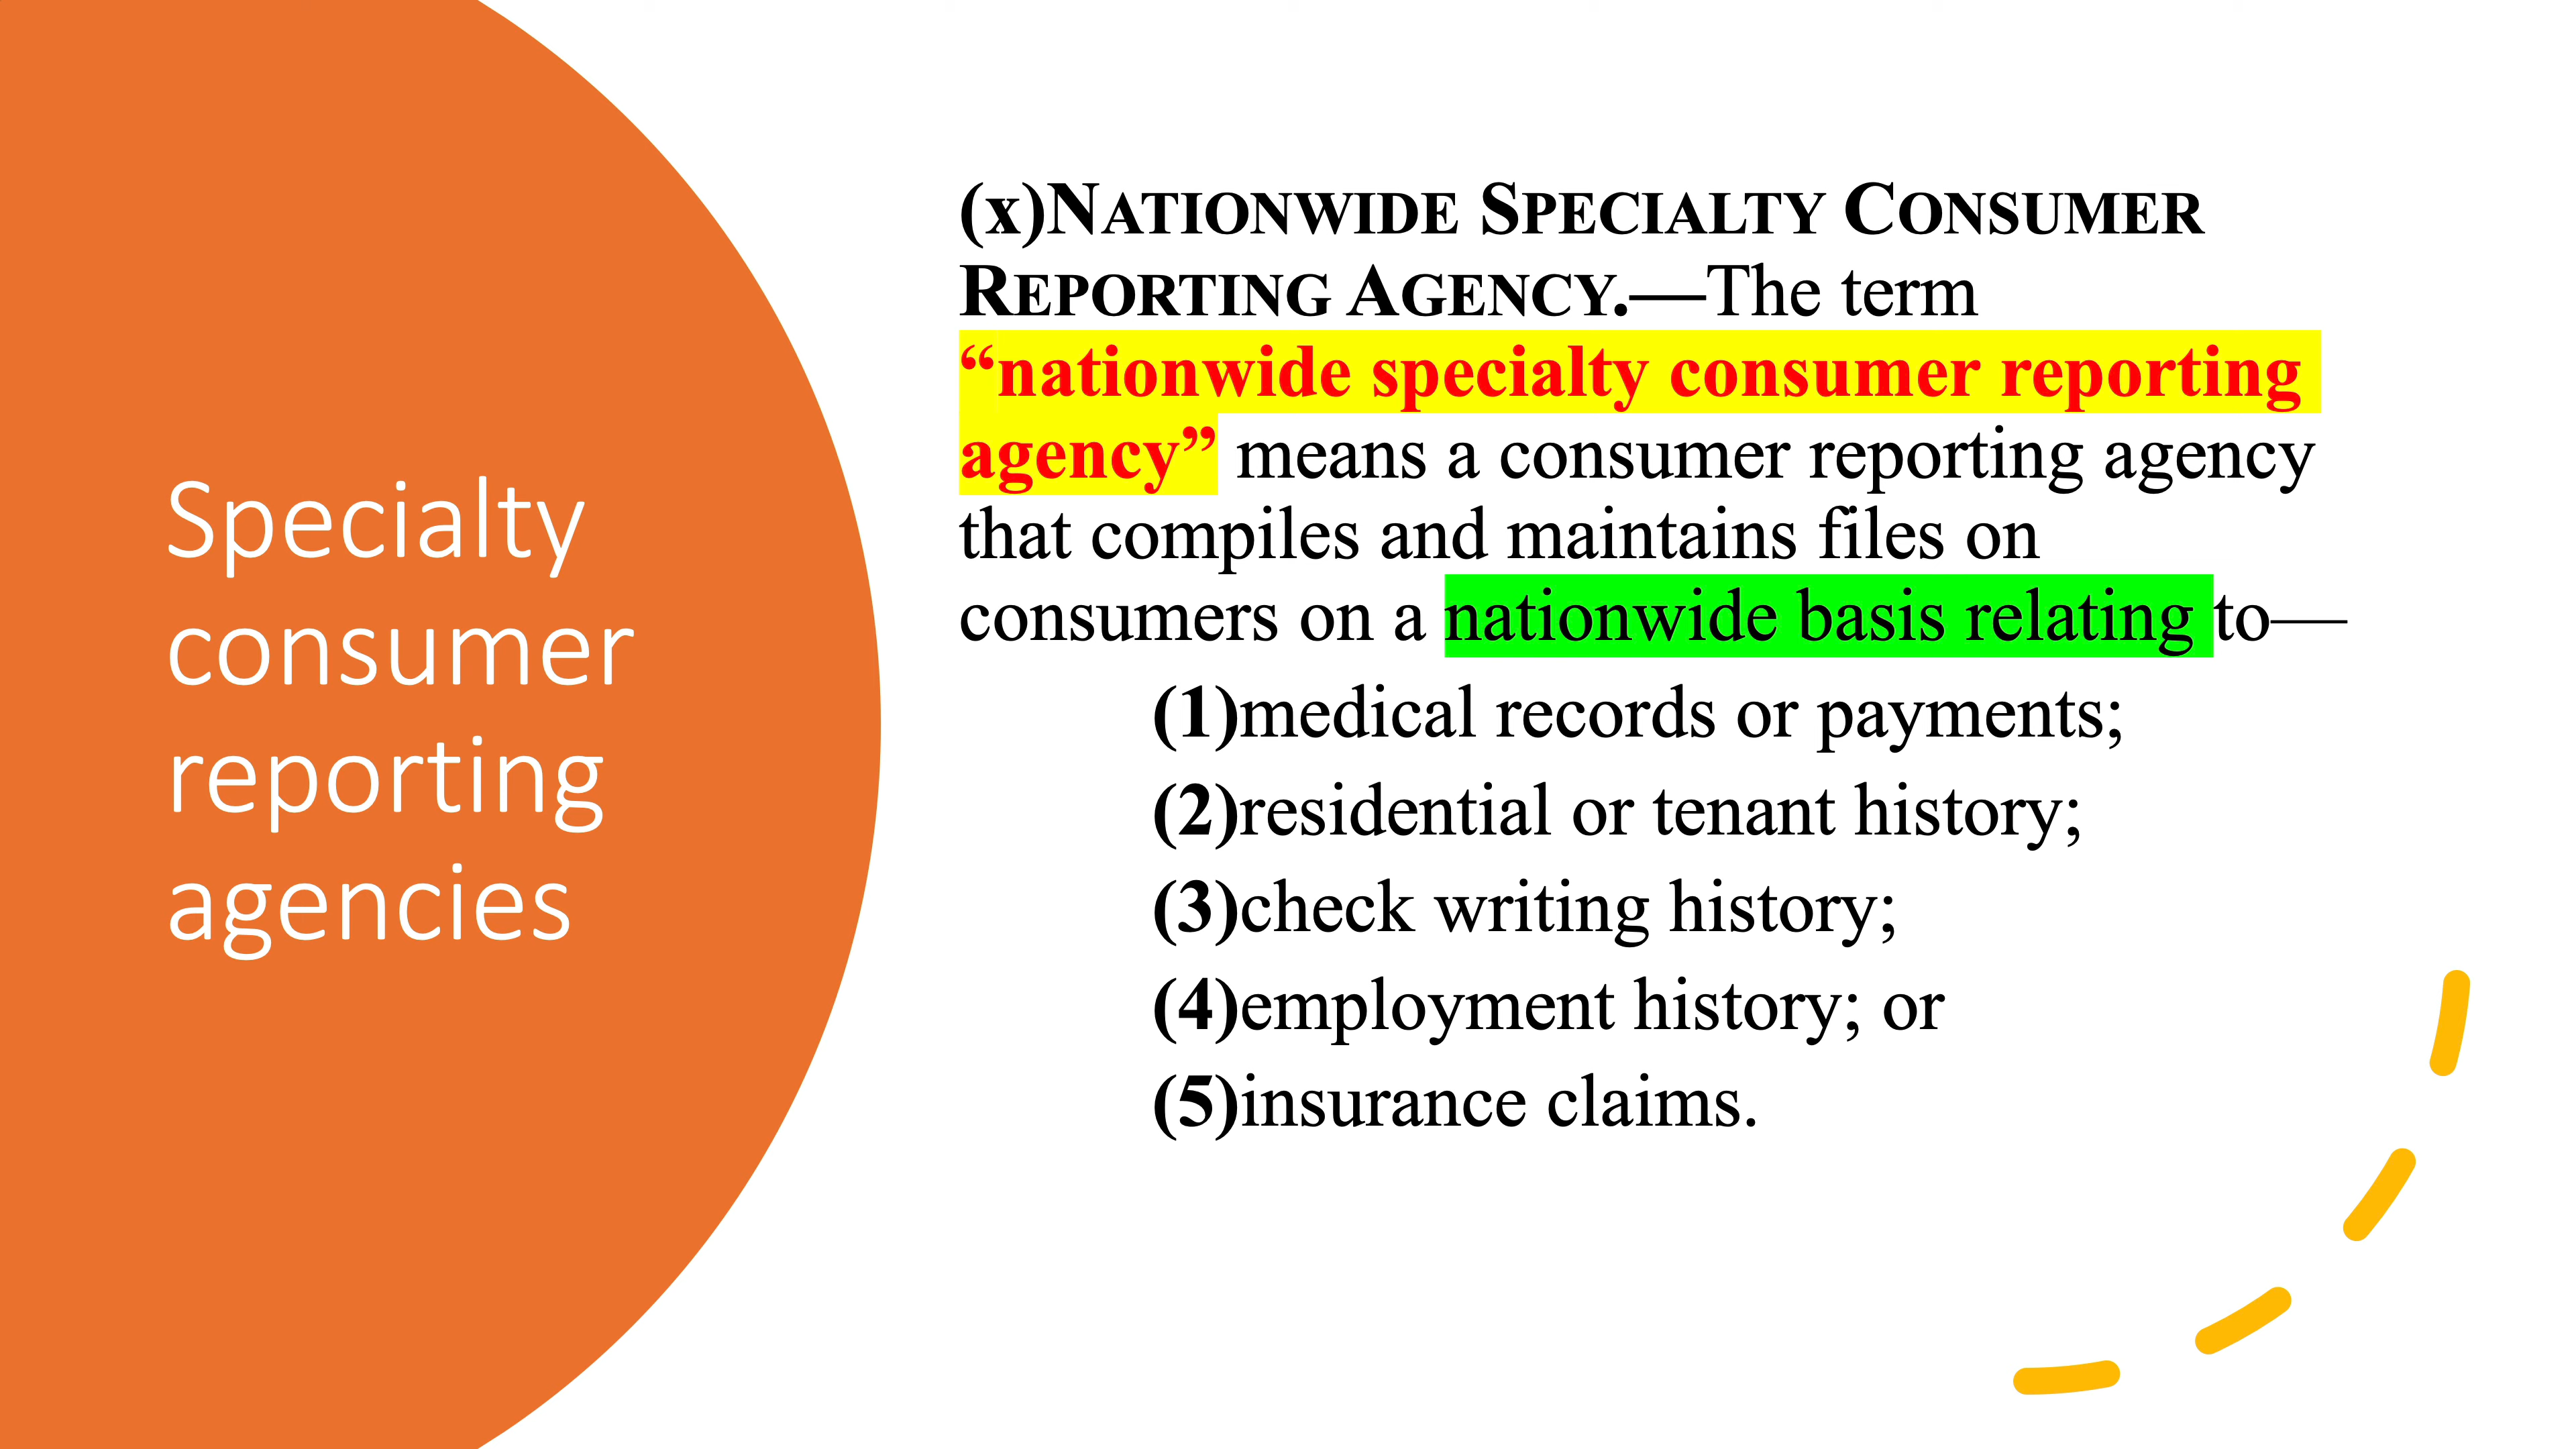 Specialty
consumer
reporting
agencies
(x)NATIONWIDE SPECIALTY CONSUMER
REPORTING AGENCY.—The term
“nationwide specialty consumer reporting
agency” means a consumer reporting agency
that compiles and maintains files on
consumers on a nationwide basis relating to—
(1)medical records or payments;
(2)residential or tenant history;
(3)check writing history;
(4)employment history; or
(5)insurance claims.